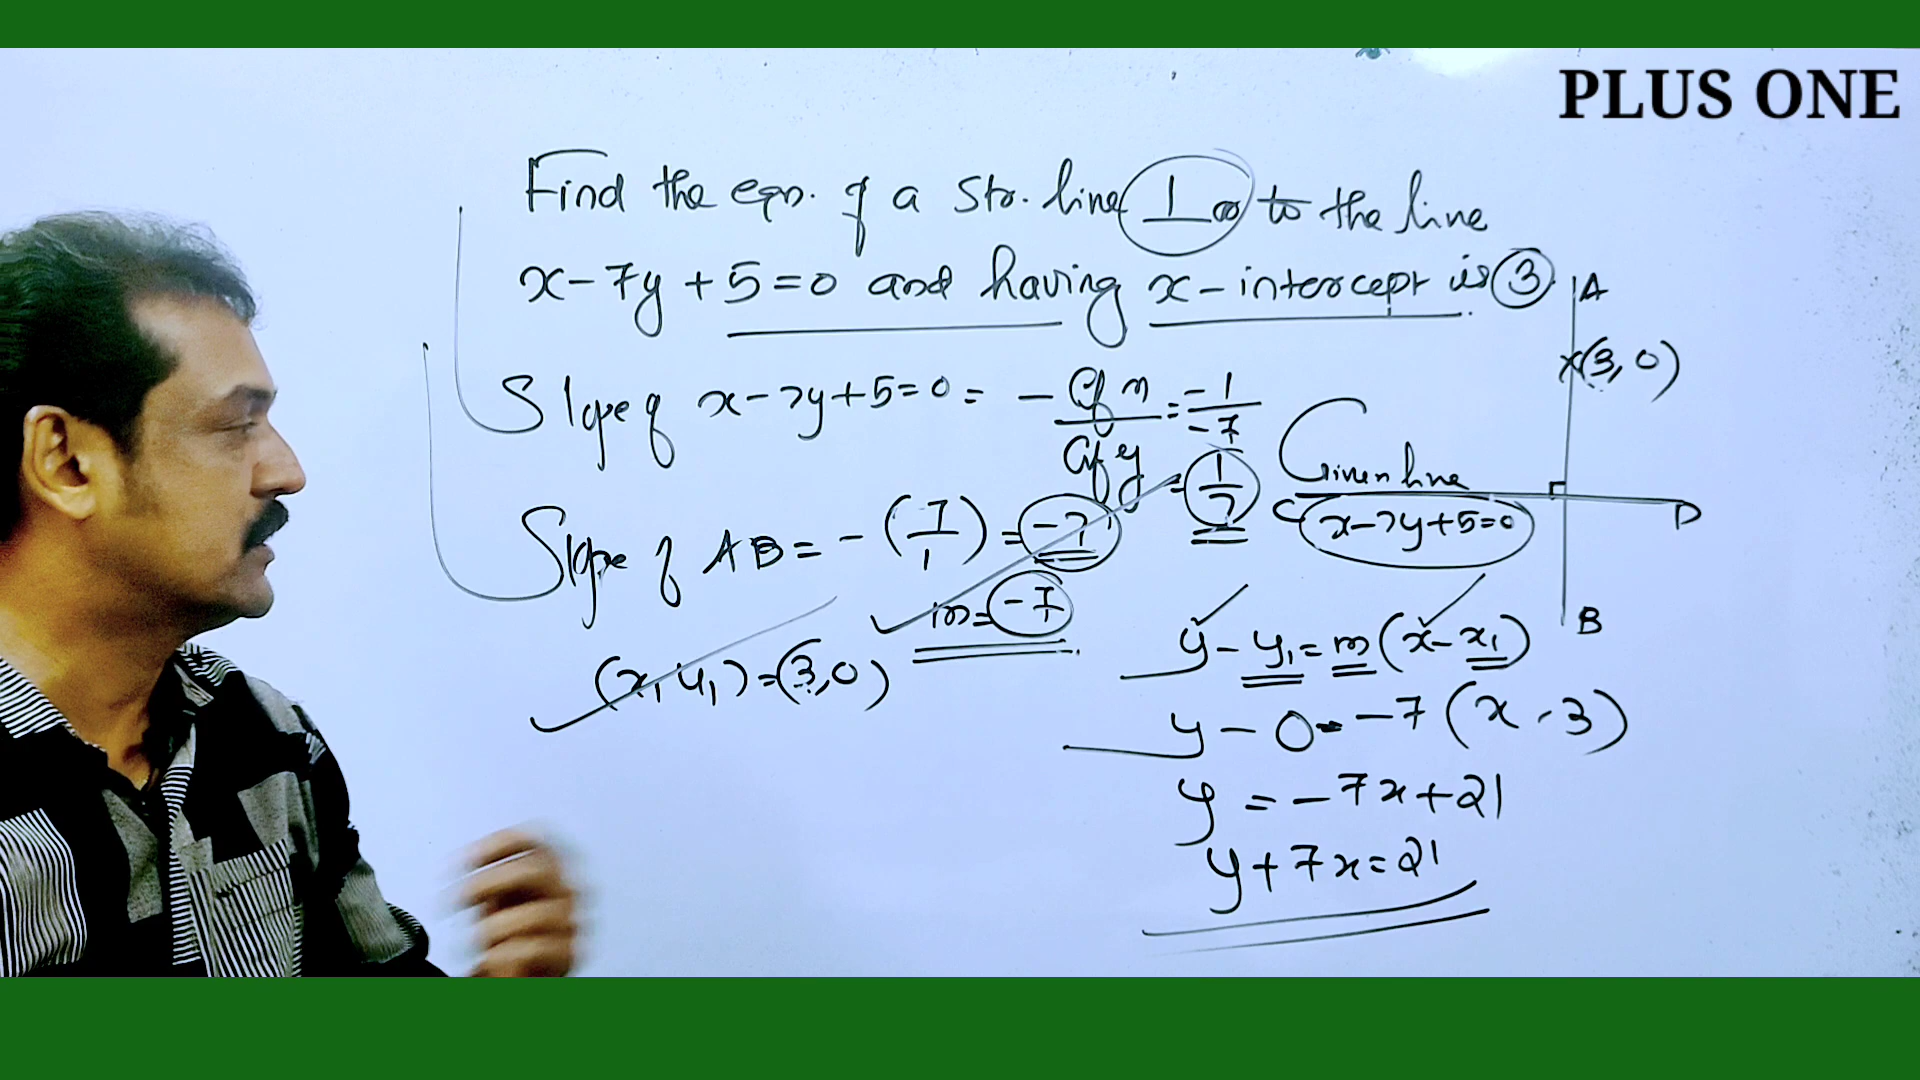 PLUS ONE
Find the eqn. of a Str. line ⊥ar to the line
x - 7y + 5 = 0 and having x - intercept is 3.
Slope of x - 7y + 5 = 0 = - Cof x / Cof y = -1 / -7
= 1/7
Slope of AB = - (7/1) = -7
m = -7
(x1 y1) = (3, 0)
A
(3, 0)
Given line
C
x - 7y + 5 = 0
D
B
y - y1 = m (x - x1)
y - 0 = -7 (x - 3)
y = -7x + 21
y + 7x = 21